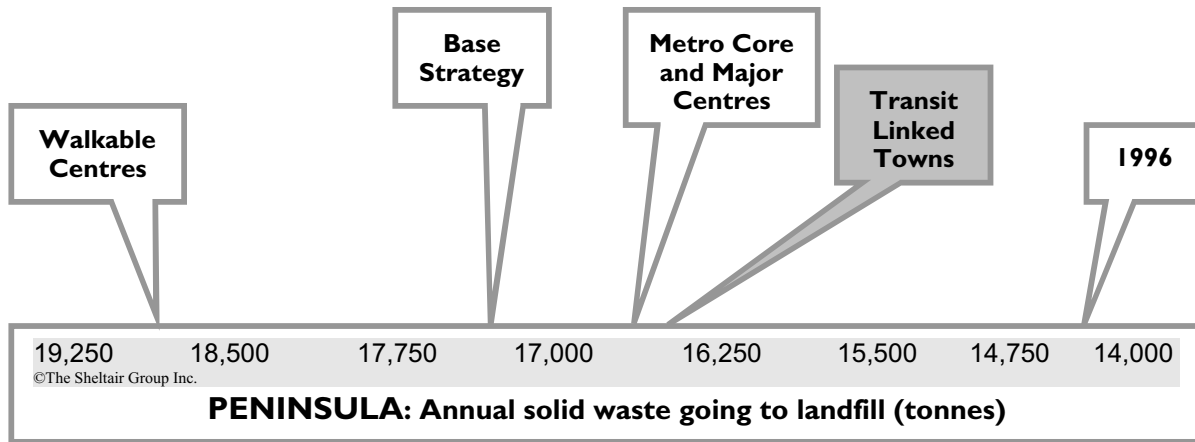 Walkable
Centres
Base
Strategy
Metro Core
and Major
Centres
Transit
Linked
Towns
1996
19,250 18,500 17,750 17,000 16,250 15,500 14,750 14,000
©The Sheltair Group Inc.
PENINSULA: Annual solid waste going to landfill (tonnes)